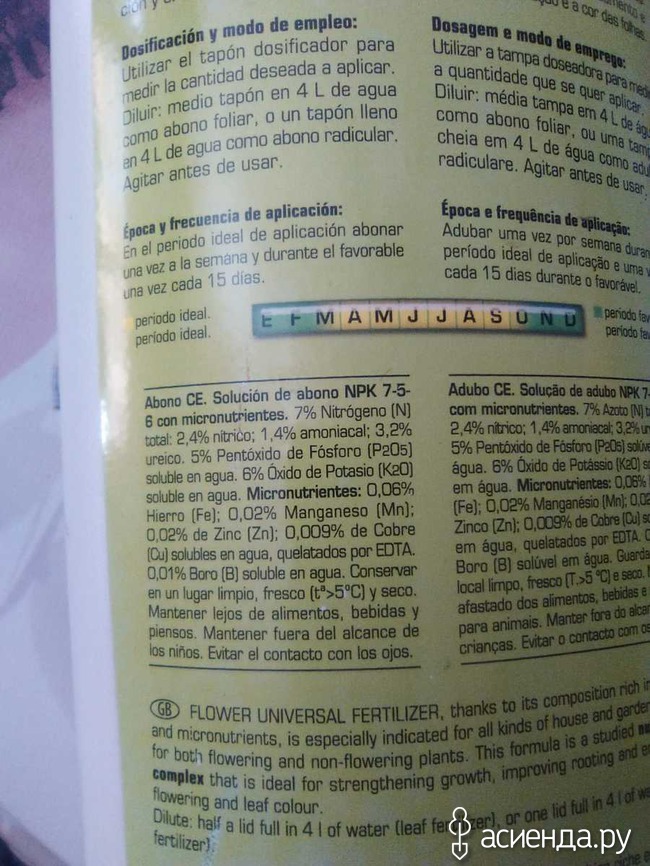 ción y
Dosificación y modo de empleo:
Utilizar el tapón dosificador para
medir la cantidad deseada a aplicar.
Diluir: medio tapón en 4 L de agua
como abono foliar, o un tapón lleno
en 4 L de agua como abono radicular.
Agitar antes de usar.
Época y frecuencia de aplicación:
En el periodo ideal de aplicación abonar
una vez a la semana y durante el favorable
una vez cada 15 días.
periodo ideal.
período ideal.
E F M A M J J A S O N D
e a cor das folhas.
Dosagem e modo de emprego:
Utilizar a tampa doseadora para
a quantidade que se quer aplicar.
Diluir: média tampa em 4 L de
como abono foliar, ou uma
cheia em 4 L de água como
radiculare. Agitar antes de usar.
Época e frequência de aplicação:
Adubar uma vez por semana
período ideal de aplicação e uma
cada 15 dias durante o favorável.
periodo
período
Abono CE. Solución de abono NPK 7-5-
6 con micronutrientes. 7% Nitrógeno (N)
total: 2,4% nítrico; 1,4% amoniacal; 3,2%
ureico. 5% Pentóxido de Fósforo (P2O5)
soluble en agua. 6% Óxido de Potasio (K2O)
soluble en agua. Micronutrientes: 0,06%
Hierro (Fe); 0,02% Manganeso (Mn);
0,02% de Zinc (Zn); 0,009% de Cobre
(Cu) solubles en agua, quelatados por EDTA.
0,01% Boro (B) soluble en agua. Conservar
en un lugar limpio, fresco (tª>5ºC) y seco.
Mantener lejos de alimentos, bebidas y
piensos. Mantener fuera del alcance de
los niños. Evitar el contacto con los ojos.
Adubo CE. Solução de adubo NPK
com micronutrientes. 7% Azoto (N)
2,4% nítrico; 1,4% amoniacal; 3,2%
5% Pentóxido de Fósforo (P2O5)
água. 6% Óxido de Potássio (K2O)
em água. Micronutrientes: 0,06%
(Fe); 0,02% Manganésio (Mn);
Zinco (Zn); 0,009% de Cobre (Cu)
em água, quelatados por EDTA.
Boro (B) solúvel em água.
local limpo, fresco (T.>5 ºC) e seco.
afastado dos alimentos, bebidas e
para animais. Manter fora do
crianças. Evitar o contacto com os
GB FLOWER UNIVERSAL FERTILIZER, thanks to its composition rich in
and micronutrients, is especially indicated for all kinds of house and
for both flowering and non-flowering plants. This formula is a studied
complex that is ideal for strengthening growth, improving rooting and
flowering and leaf colour.
Dilute: half a lid full in 4 l of water (leaf fertilizer), or one lid full in 4 l of
fertilizer).
асиенда.ру